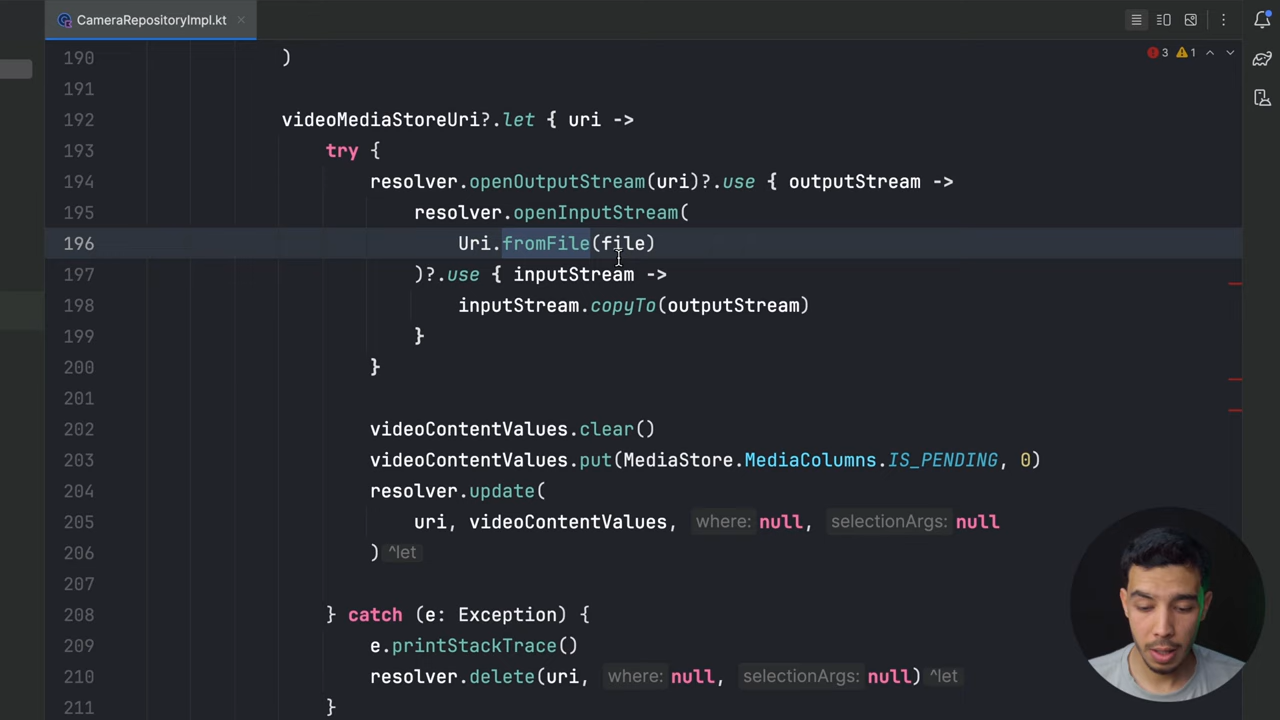 CameraRepositoryImpl.kt
3 1
190 )
191
192 videoMediaStoreUri?.let { uri ->
193 try {
194 resolver.openOutputStream(uri)?.use { outputStream ->
195 resolver.openInputStream(
196 Uri.fromFile(file)
197 )?.use { inputStream ->
198 inputStream.copyTo(outputStream)
199 }
200 }
201
202 videoContentValues.clear()
203 videoContentValues.put(MediaStore.MediaColumns.IS_PENDING, 0)
204 resolver.update(
205 uri, videoContentValues, where: null, selectionArgs: null
206 ) ^let
207
208 } catch (e: Exception) {
209 e.printStackTrace()
210 resolver.delete(uri, where: null, selectionArgs: null) ^let
211 }